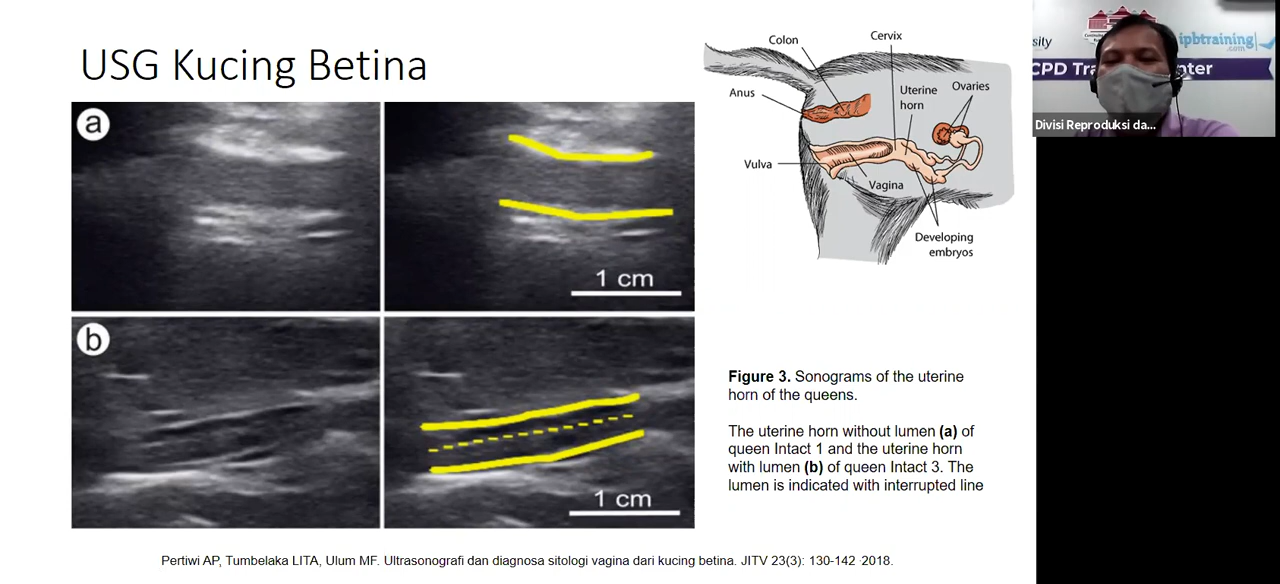 USG Kucing Betina
a
1 cm
b
1 cm
Colon
Cervix
Anus
Uterine
horn
Ovaries
Vulva
Vagina
Developing
embryos
Figure 3. Sonograms of the uterine
horn of the queens.
The uterine horn without lumen (a) of
queen Intact 1 and the uterine horn
with lumen (b) of queen Intact 3. The
lumen is indicated with interrupted line
Pertiwi AP, Tumbelaka LITA, Ulum MF. Ultrasonografi dan diagnosa sitologi vagina dari kucing betina. JITV 23(3): 130-142 2018.
sity
ipbtraining
.com
CPD Tra nter
Divisi Reproduksi da...